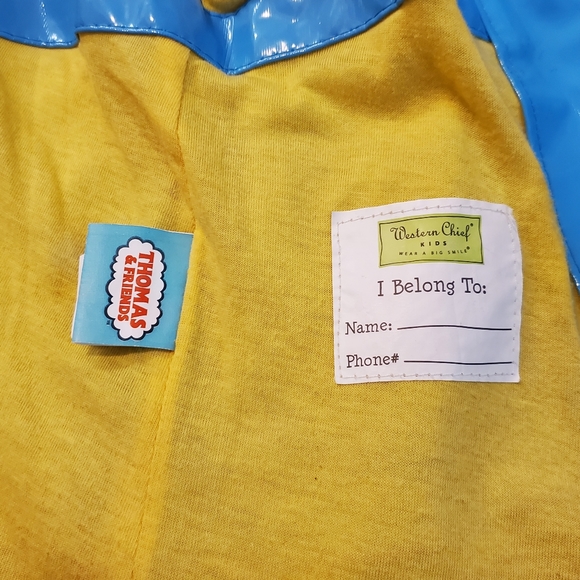 THOMAS
& FRIENDS
Western Chief®
KIDS
WEAR A BIG SMILE®
I Belong To:
Name:
Phone#